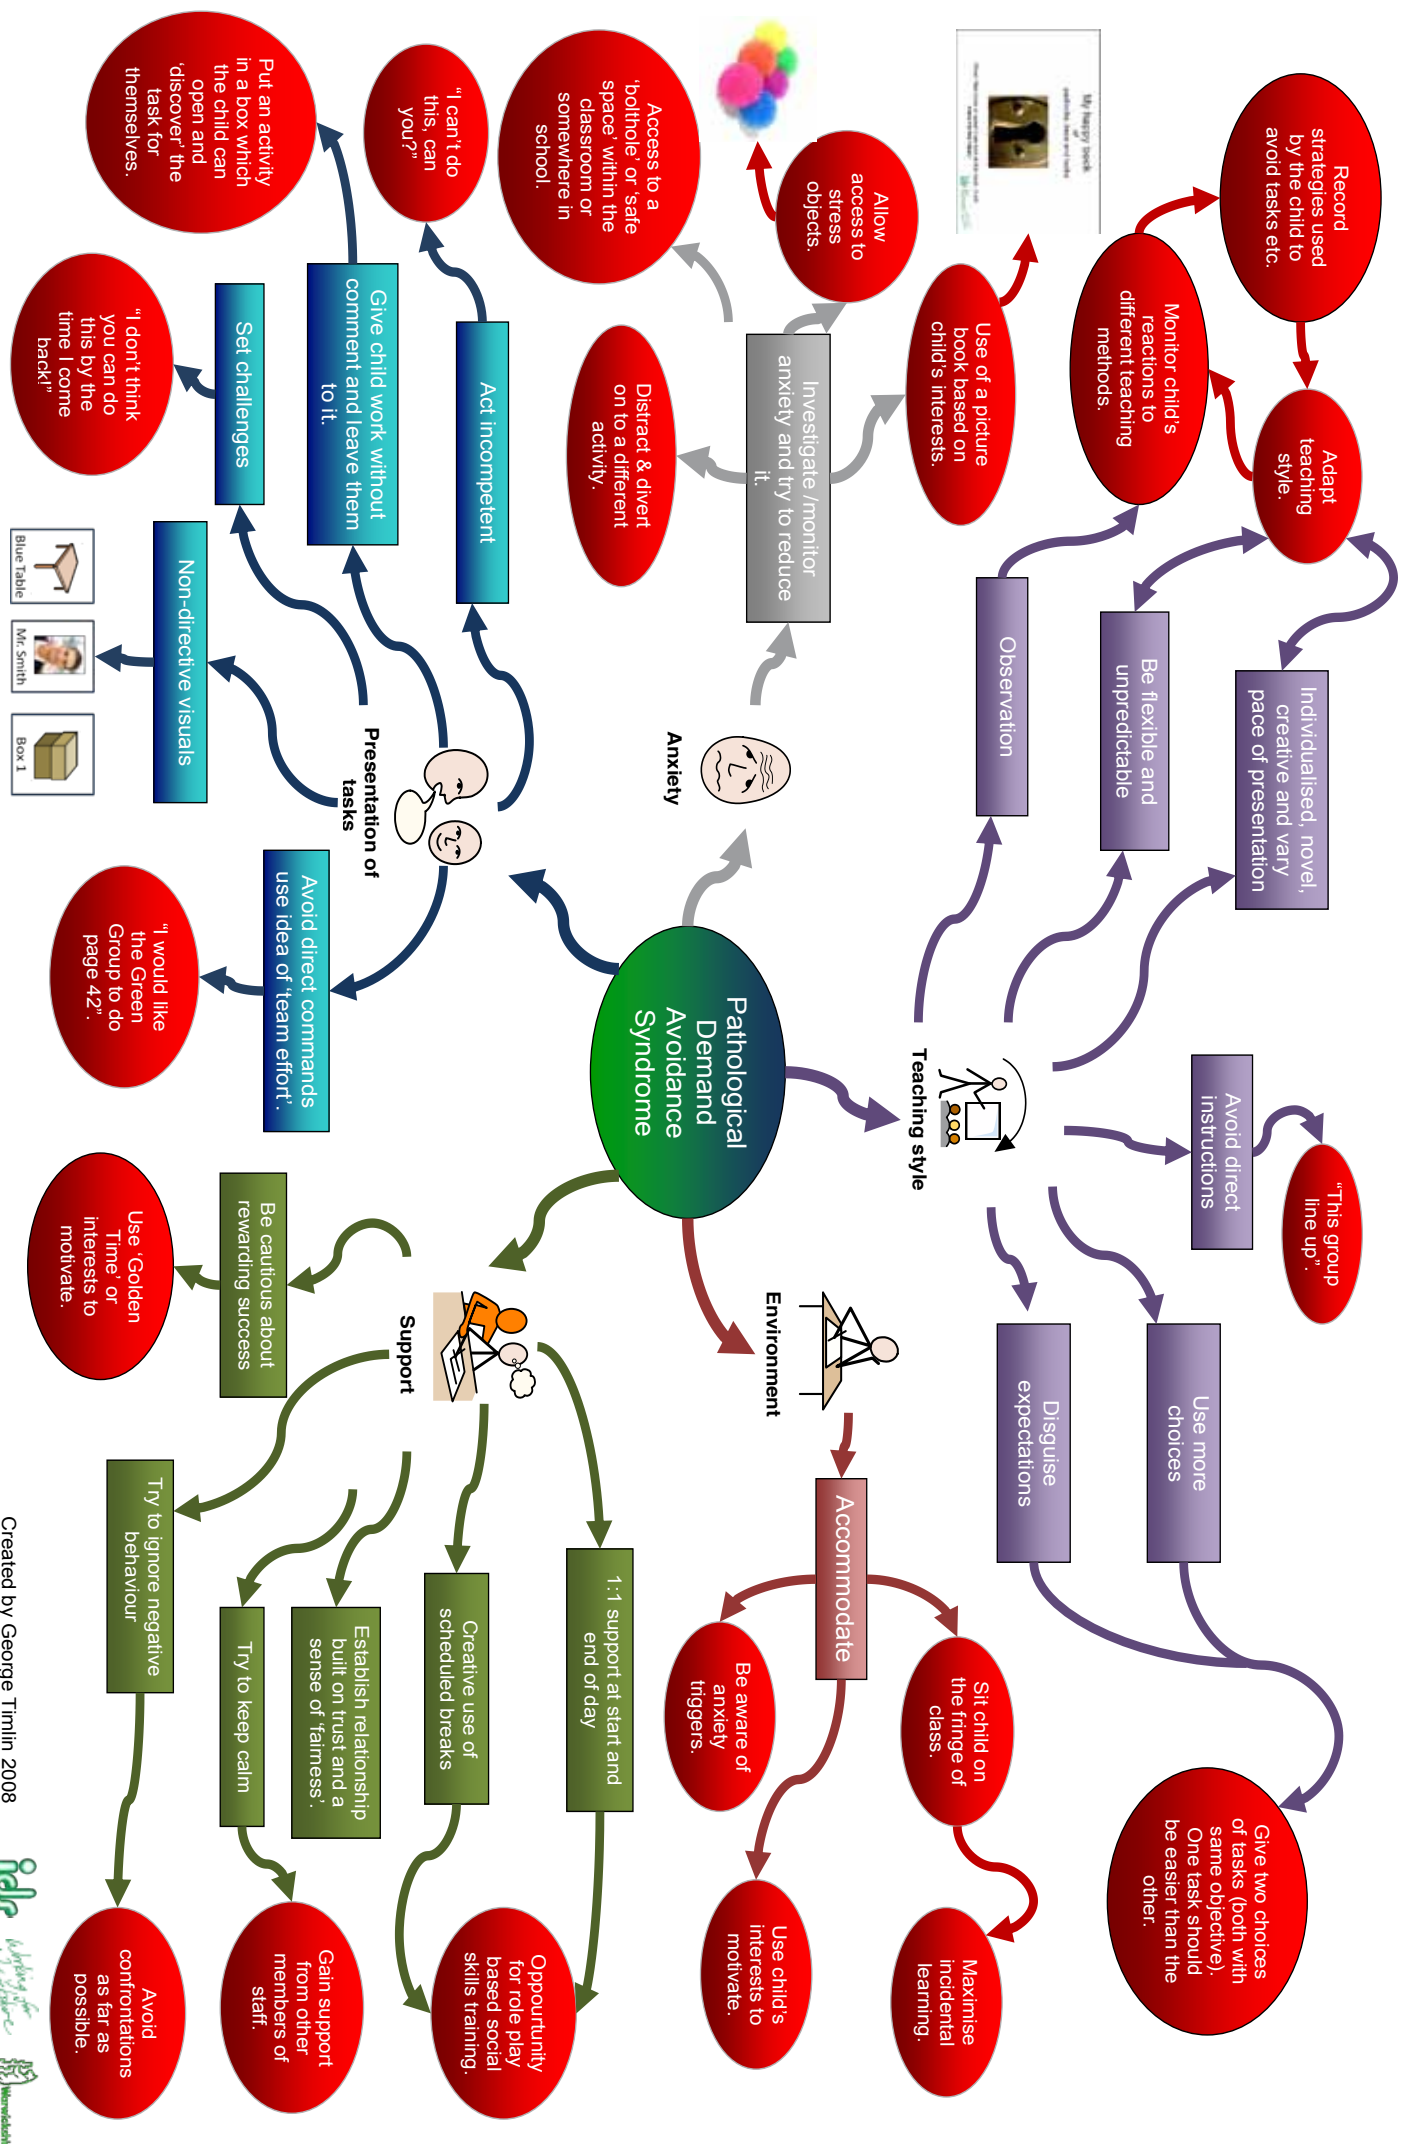 Record
strategies used
by the child to
avoid tasks etc.
Adapt
teaching
style.
Monitor child's
reactions to
different teaching
methods.
My happy book
Use of a picture
book based on
child's interests.
Allow
access to
stress
objects.
Access to a
'bolthole' or 'safe
space' within the
classroom or
somewhere in
school.
Distract & divert
on to a different
activity.
Investigate /monitor
anxiety and try to reduce
it.
Anxiety
Individualised, novel,
creative and vary
pace of presentation
Be flexible and
unpredictable
Observation
Teaching style
Avoid direct
instructions
"This group
line up".
Use more
choices
Disguise
expectations
Give two choices
of tasks (both with
same objective).
One task should
be easier than the
other.
Pathological
Demand
Avoidance
Syndrome
Environment
Accommodate
Sit child on
the fringe of
class.
Maximise
incidental
learning.
Be aware of
anxiety
triggers.
Use child's
interests to
motivate.
"I can't do
this, can
you?"
Act incompetent
Put an activity
in a box which
the child can
open and
'discover' the
task for
themselves.
Give child work without
comment and leave them
to it.
Set challenges
"I don't think
you can do
this by the
time I come
back!"
Non-directive visuals
Blue Table
Mr. Smith
Box 1
Presentation of
tasks
Avoid direct commands
use idea of 'team effort'.
"I would like
the Green
Group to do
page 42".
Support
Be cautious about
rewarding success
Use 'Golden
Time' or
interests to
motivate.
1:1 support at start and
end of day
Creative use of
scheduled breaks
Oppourtunity
for role play
based social
skills training.
Establish relationship
built on trust and a
sense of 'fairness'.
Try to keep calm
Gain support
from other
members of
staff.
Try to ignore negative
behaviour
Avoid
confrontations
as far as
possible.
Created by George Timlin 2008
idr
Working for